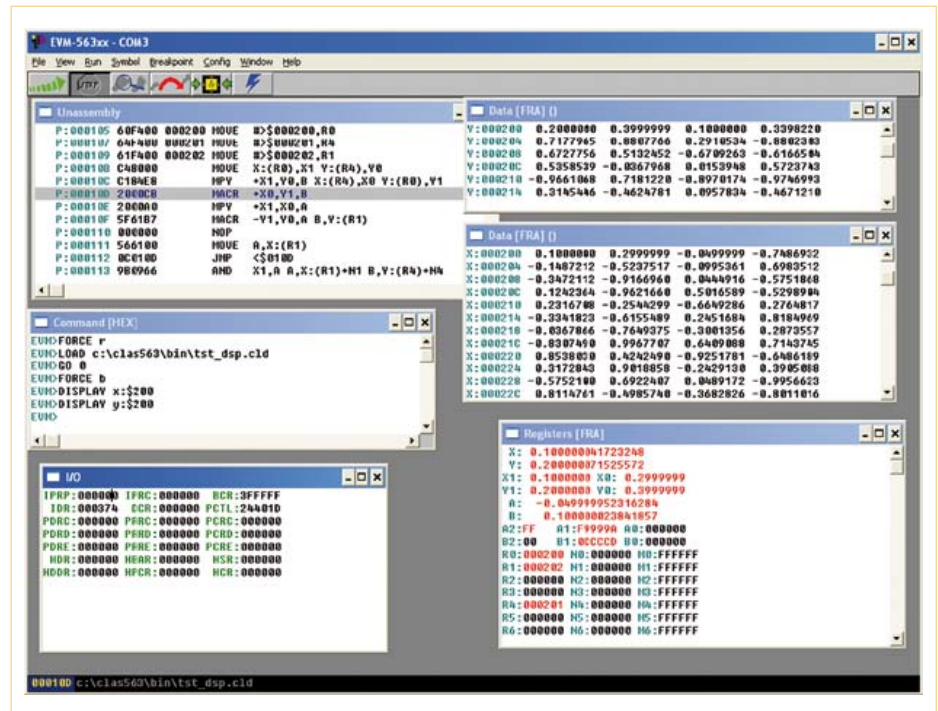 EVM-563xx - COM3
File View Run Symbol Breakpoint Config Window Help
STEP
Unassembly
P:000105 60F400 000200 MOVE #>$000200,R0
P:000107 64F400 000201 MOVE #>$000201,R4
P:000109 61F400 000202 MOVE #>$000202,R1
P:00010B C48000 MOVE X:(R0),X1 Y:(R4),Y0
P:00010C C184E8 MPY +X1,Y0,B X:(R4),X0 Y:(R0),Y1
P:00010D 2000CB MACR +X0,Y1,B
P:00010E 2000A0 MPY +X1,X0,A
P:00010F 5F61B7 MACR -Y1,Y0,A B,Y:(R1)
P:000110 000000 NOP
P:000111 566100 MOVE A,X:(R1)
P:000112 0C010D JMP <$010D
P:000113 9B0966 AND X1,A A,X:(R1)+N1 B,Y:(R4)+N4
Data [FRA] ()
Y:000200 0.2000000 0.3999999 0.1000000 0.3398220
Y:000204 0.7177965 0.8807766 0.2910534 -0.8802303
Y:000208 0.6722756 0.5132452 -0.6709263 -0.6166504
Y:00020C 0.5358539 -0.0367968 0.0153948 0.5723743
Y:000210 -0.9661068 0.7181220 -0.8970174 -0.9746993
Y:000214 0.3145446 -0.4624781 0.0957834 -0.4671210
Data [FRA] ()
X:000200 0.1000000 0.2999999 -0.0499999 -0.7486932
X:000204 -0.1487212 -0.5237517 -0.0995361 0.6983512
X:000208 -0.3472112 -0.9166960 0.0444916 -0.5751868
X:00020C 0.1242364 -0.9621660 0.5016589 -0.5298904
X:000210 0.2316708 -0.2544299 -0.6649286 0.2764817
X:000214 -0.3341823 -0.6155489 0.2451684 0.8184969
X:000218 -0.0367866 -0.7649375 -0.3001356 0.2873557
X:00021C -0.8307490 0.9967707 0.6409088 0.7143745
X:000220 0.8538030 0.4242490 -0.9251781 -0.6486189
X:000224 0.3172843 0.9018858 -0.2429130 0.3905088
X:000228 -0.5752100 0.6922407 0.0489172 -0.9956623
X:00022C 0.8114761 -0.4985740 -0.3682826 -0.8011016
Command [HEX]
EVM>FORCE r
EVM>LOAD c:\clas563\bin\tst_dsp.cld
EVM>GO 0
EVM>FORCE b
EVM>DISPLAY x:$200
EVM>DISPLAY y:$200
EVM>
I/O
IPRP:000000 IFRC:000000 BCR:3FFFFF
IDR:000374 CCR:000000 PCTL:24401D
PDRC:000000 PRRC:000000 PCRC:000000
PDRD:000000 PRRD:000000 PCRD:000000
PDRE:000000 PRRE:000000 PCRE:000000
HDR:000000 HBAR:000000 HSR:000000
HDDR:000000 HPCR:000000 HCR:000000
Registers [FRA]
X: 0.100000041723248
Y: 0.200000071525572
X1: 0.1000000 X0: 0.2999999
Y1: 0.2000000 Y0: 0.3999999
A: -0.049999952316284
B: 0.100000023841857
A2:FF A1:F9999A A0:000000
B2:00 B1:0CCCCD B0:000000
R0:000200 N0:000000 M0:FFFFFF
R1:000202 N1:000000 M1:FFFFFF
R2:000000 N2:000000 M2:FFFFFF
R3:000000 N3:000000 M3:FFFFFF
R4:000201 N4:000000 M4:FFFFFF
R5:000000 N5:000000 M5:FFFFFF
R6:000000 N6:000000 M6:FFFFFF
00010D c:\clas563\bin\tst_dsp.cld